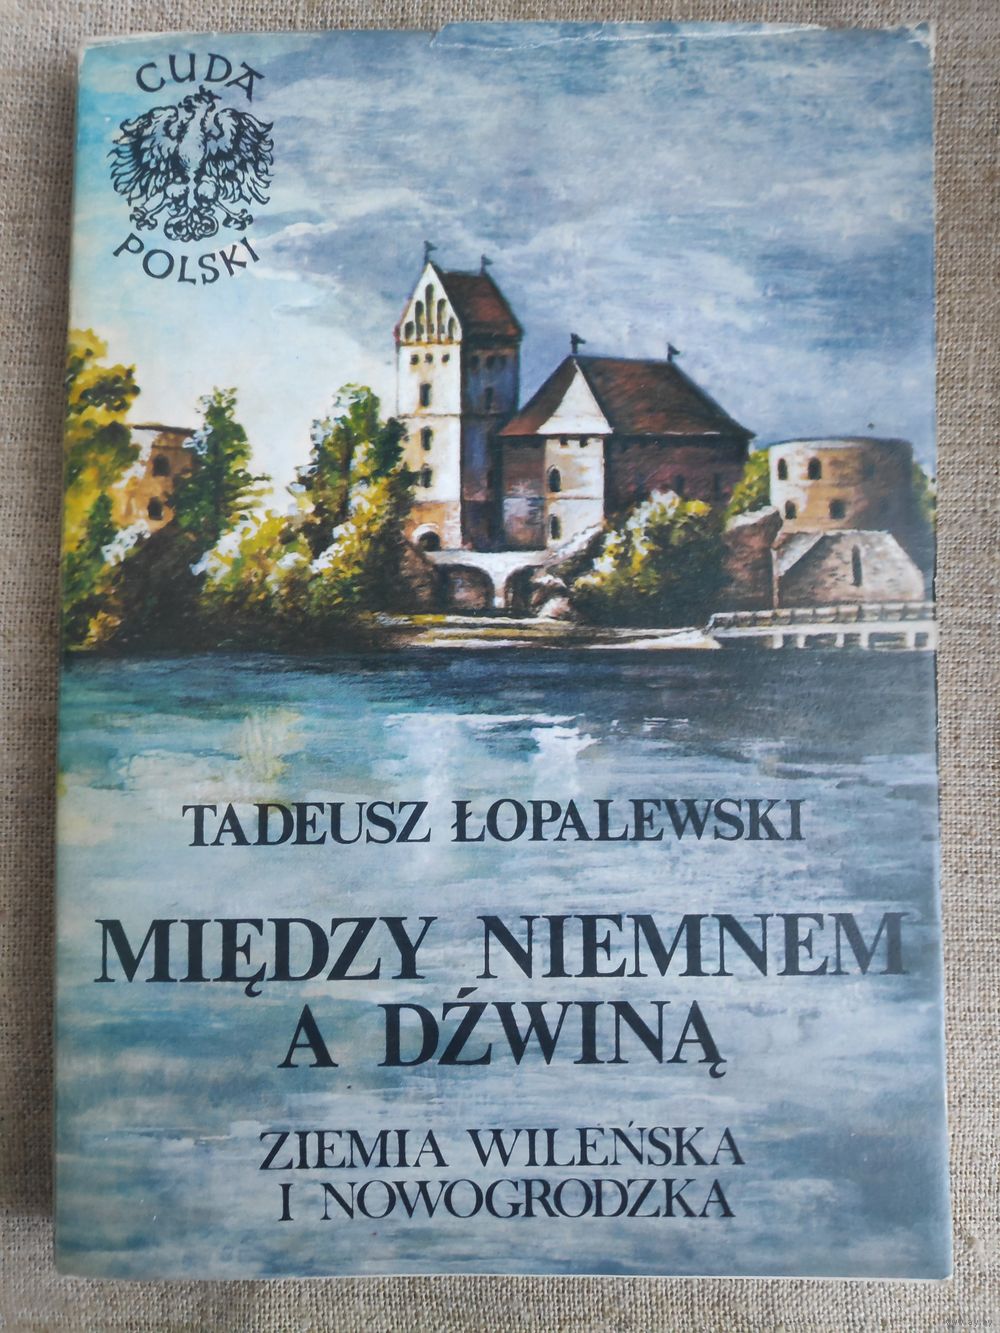 CUDA
POLSKI
TADEUSZ ŁOPALEWSKI
MIĘDZY NIEMNEM
A DŹWINĄ
ZIEMIA WILEŃSKA
I NOWOGRODZKA